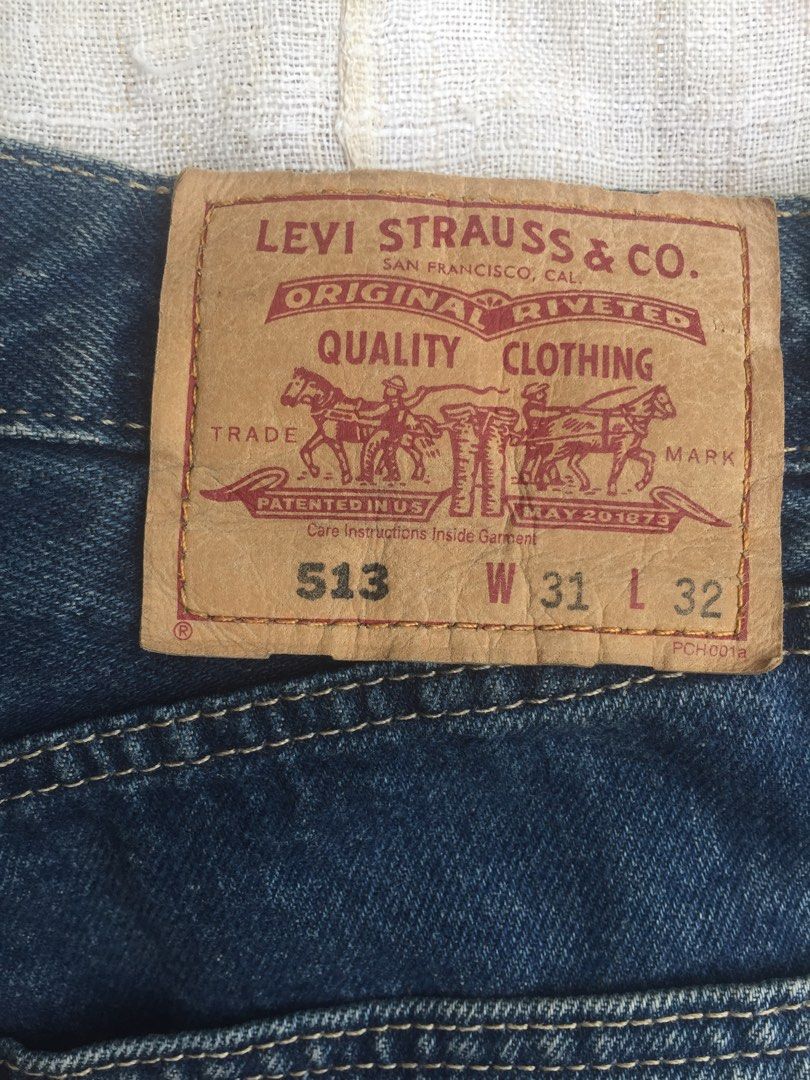 LEVI STRAUSS & CO.
SAN FRANCISCO, CAL.
ORIGINAL RIVETED
QUALITY CLOTHING
TRADE MARK
PATENTED IN U S MAY 20 1873
Care Instructions Inside Garment
513 W 31 L 32
® PCH001a